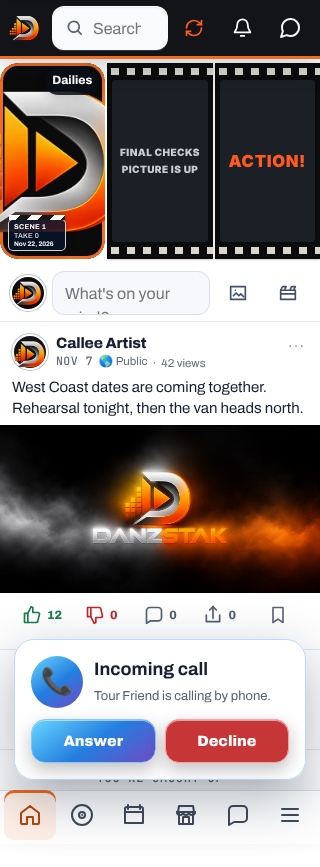 Search
Dailies
SCENE 1
TAKE 0
Nov 22, 2026
FINAL CHECKS
PICTURE IS UP
ACTION!
What's on your
Callee Artist
NOV 7 🌎 Public · 42 views
West Coast dates are coming together.
Rehearsal tonight, then the van heads north.
DANZSTAK
12
0
0
0
Incoming call
Your Friend is calling by phone.
Answer
Decline